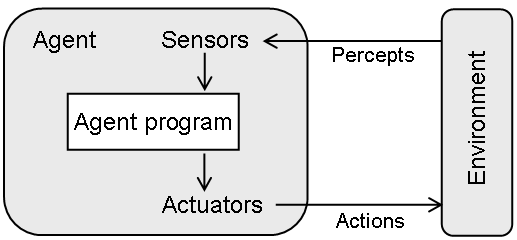 Agent
Sensors
Percepts
Agent program
Environment
Actuators
Actions